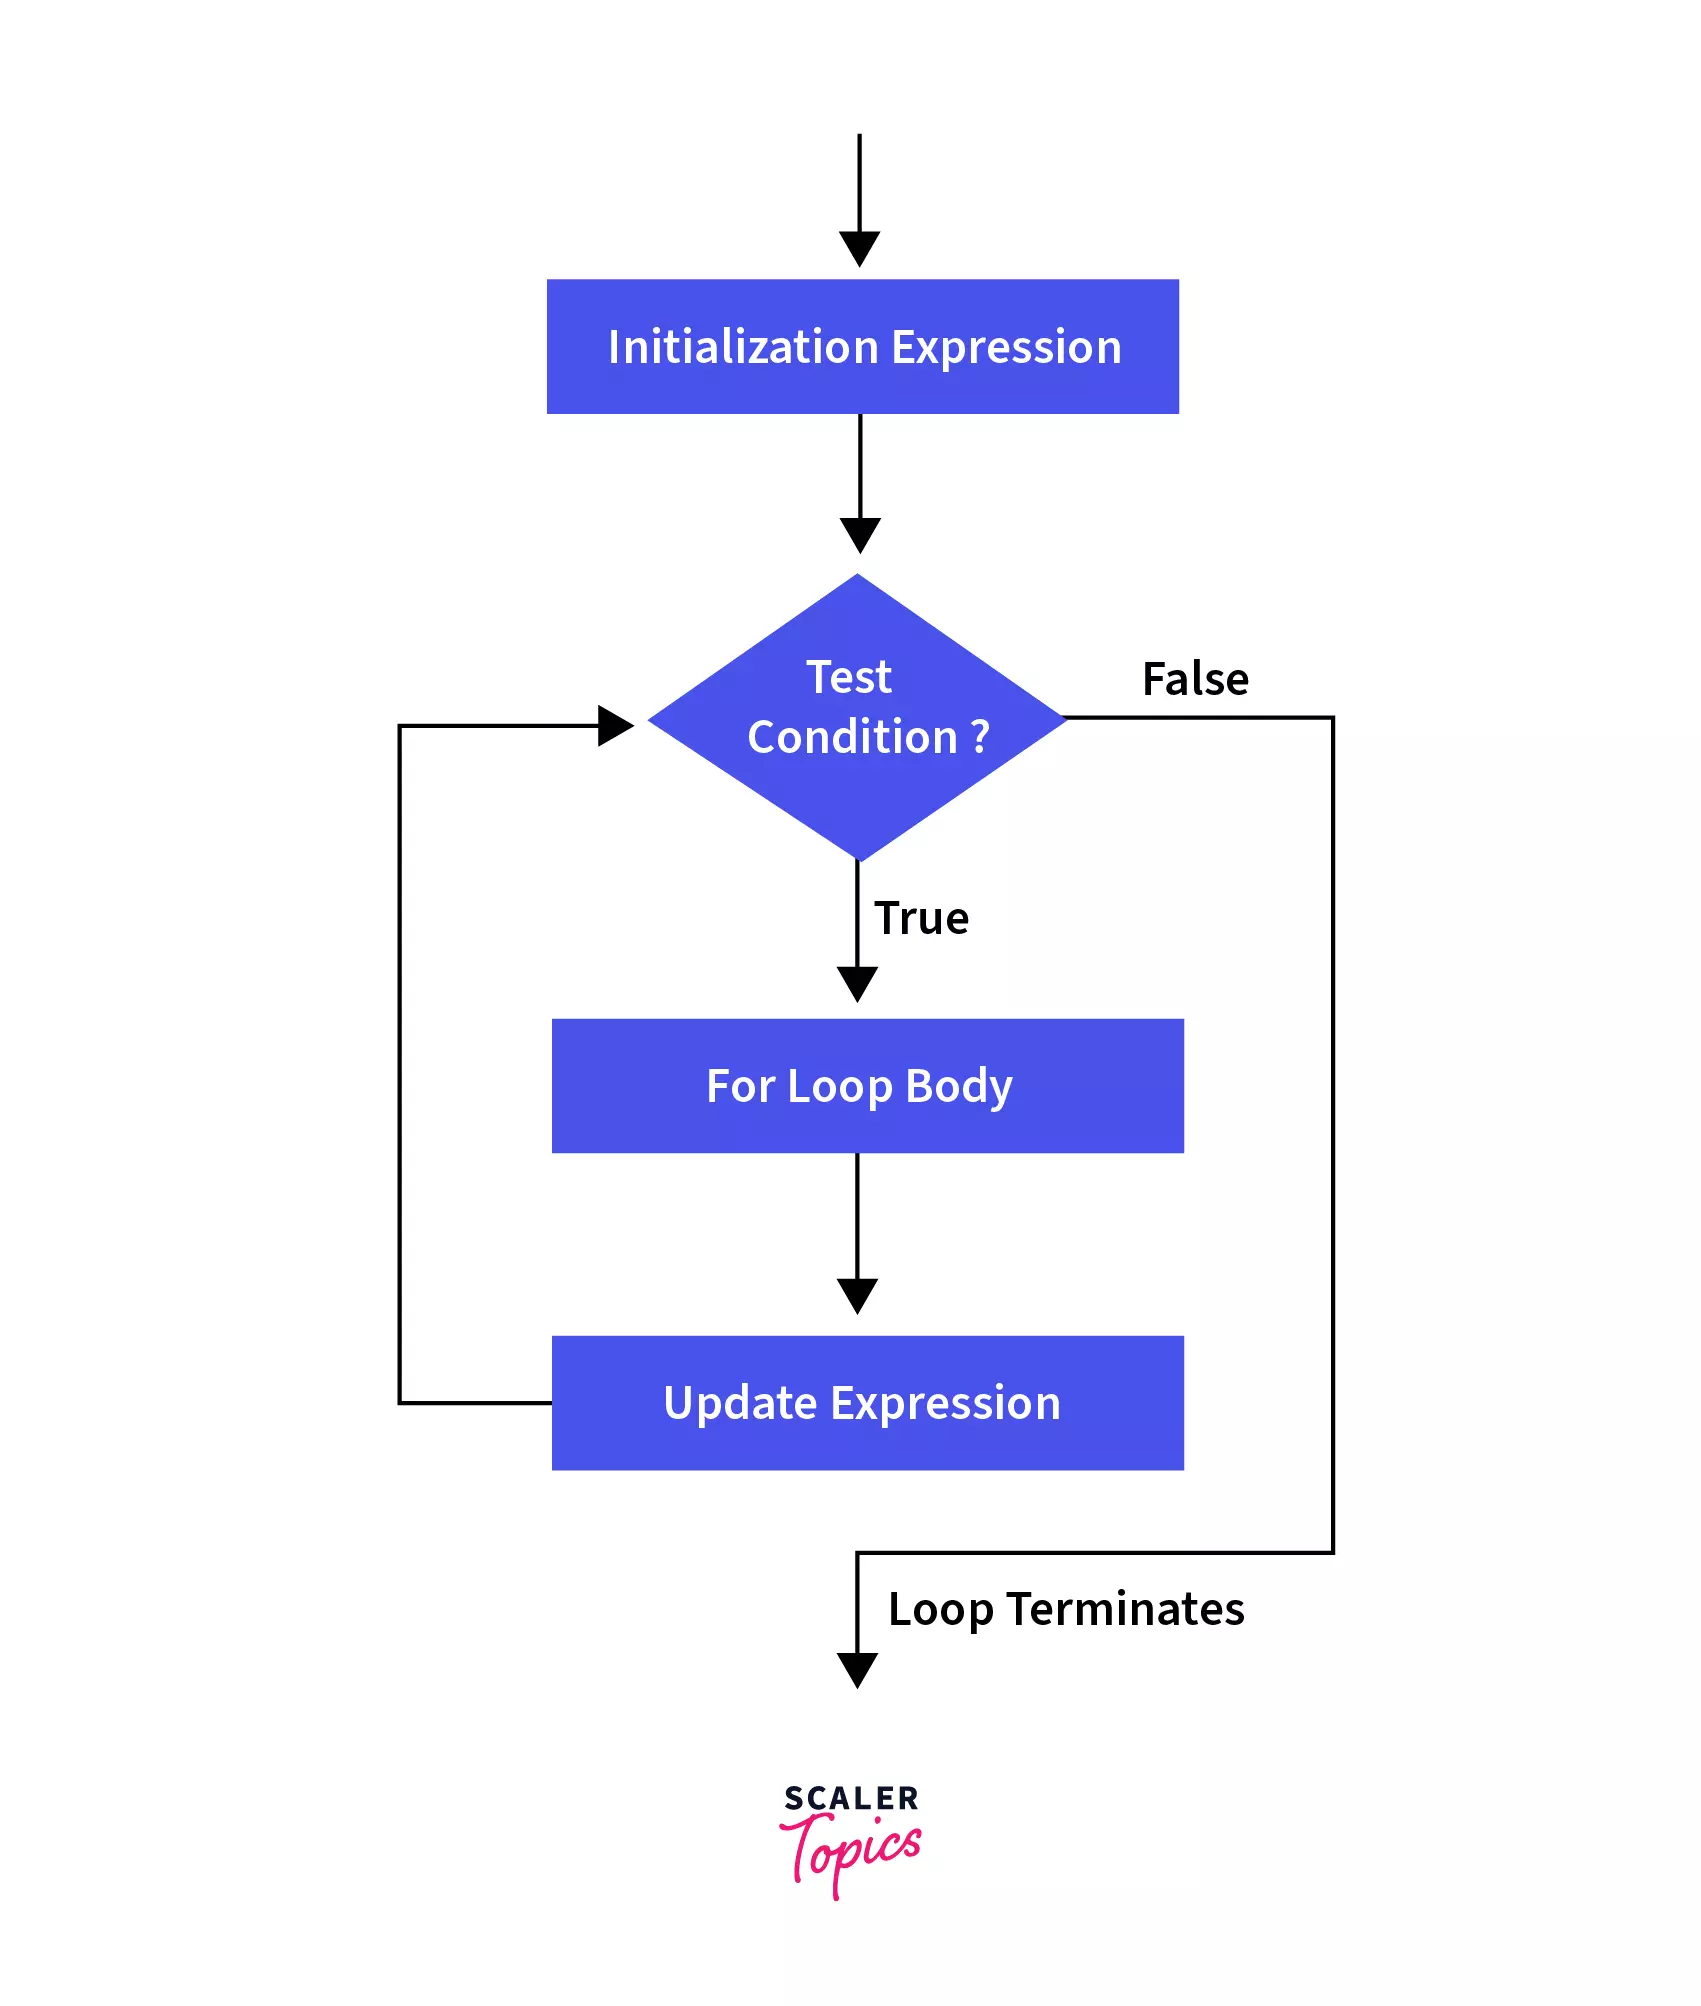 Initialization Expression
Test
Condition ?
False
True
For Loop Body
Update Expression
Loop Terminates
SCALER
Topics